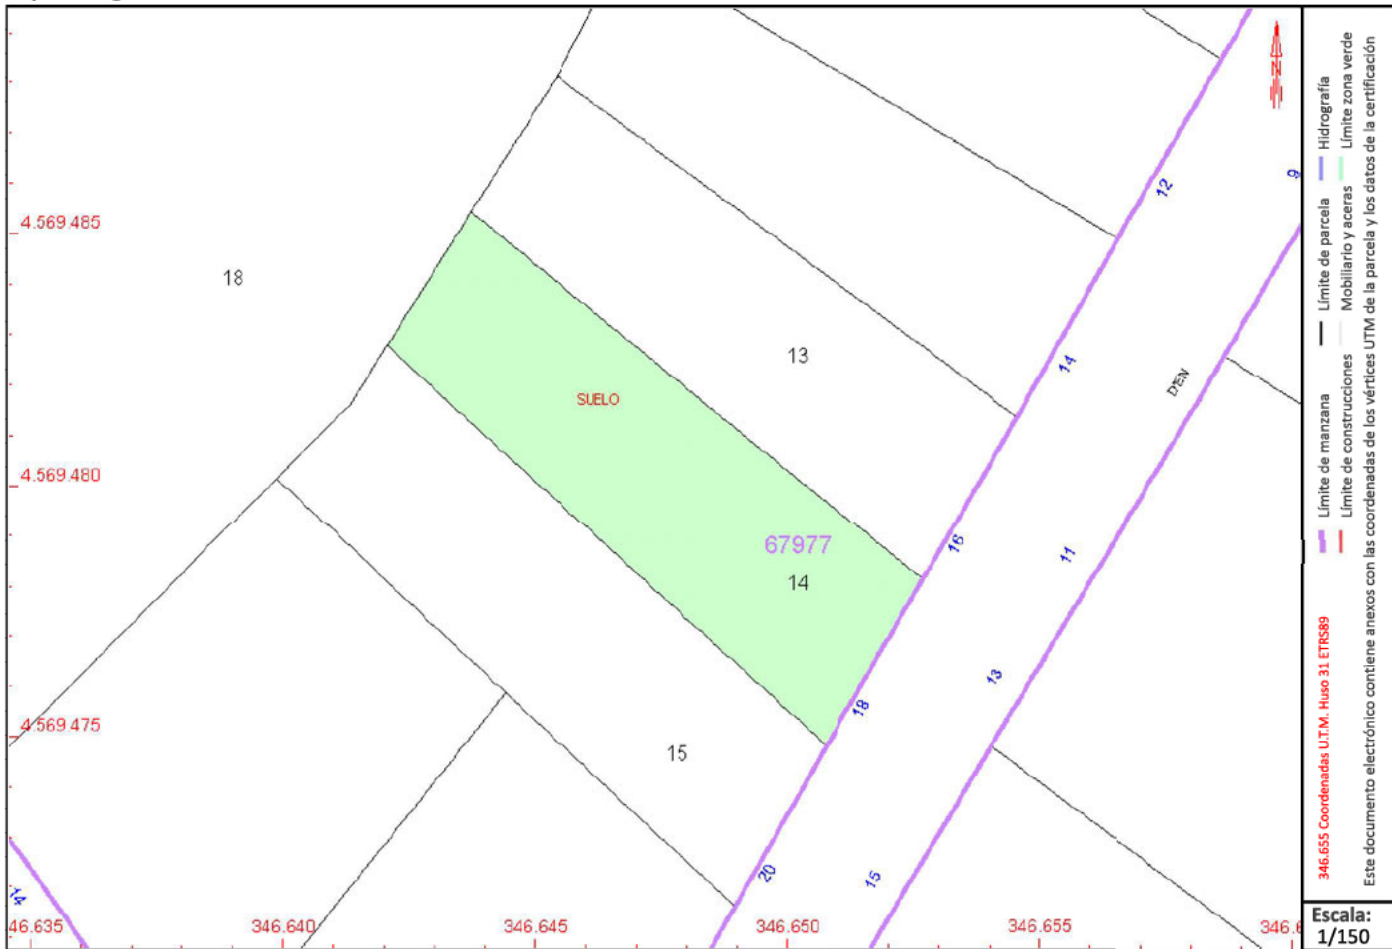 4.569.485
18
13
SUELO
4.569.480
67977
14
4.569.475
15
12
9
14
D'EN
16
11
13
18
20
15
14
46.635
346.640
346.645
346.650
346.655
N
Límite de manzana
Límite de parcela
Hidrografía
Límite de construcciones
Mobiliario y aceras
Límite zona verde
346.655 Coordenadas U.T.M. Huso 31 ETRS89
Este documento electrónico contiene anexos con las coordenadas de los vértices UTM de la parcela y los datos de la certificación
Escala:
1/150